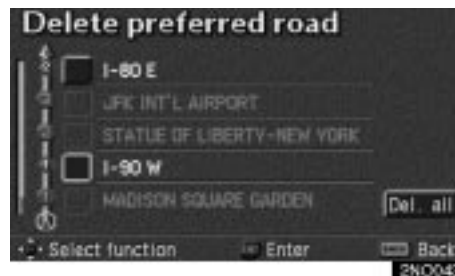 Delete preferred road
I-80 E
JFK INT'L AIRPORT
STATUE OF LIBERTY-NEW YORK
I-90 W
MADISON SQUARE GARDEN
Del. all
Select function Enter Back